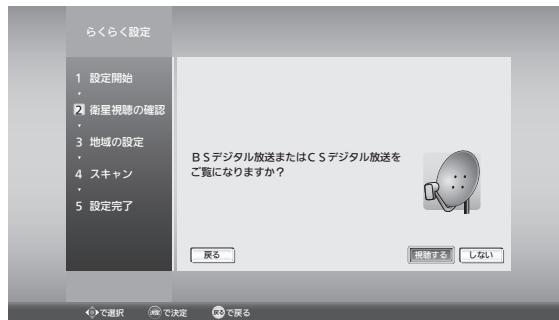 らくらく設定
1 設定開始
2 衛星視聴の確認
3 地域の設定
4 スキャン
5 設定完了
BSデジタル放送またはCSデジタル放送を
ご覧になりますか？
戻る 視聴する しない
で選択 決定 で決定 戻る で戻る